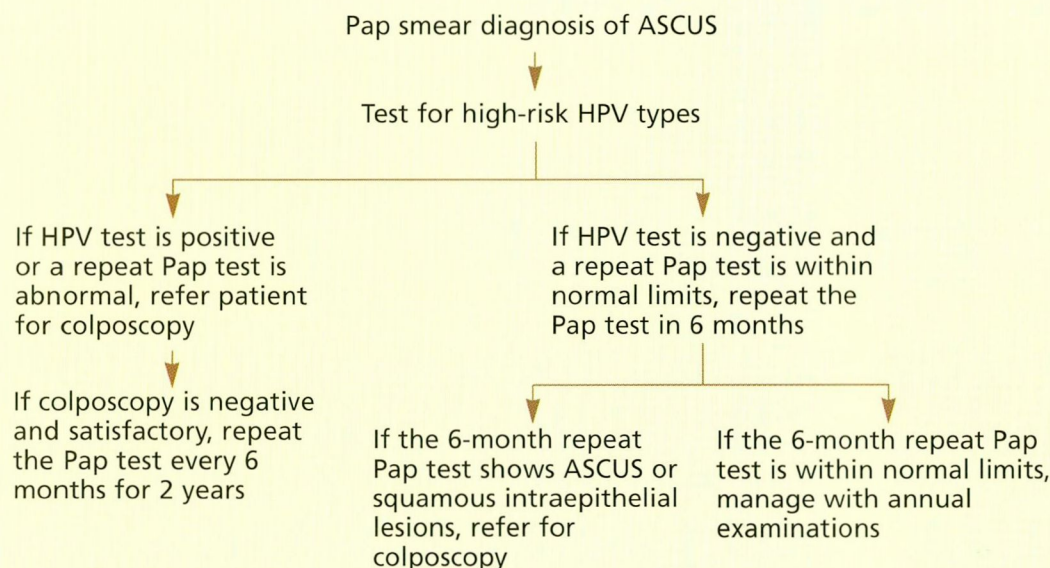 Pap smear diagnosis of ASCUS
Test for high-risk HPV types
If HPV test is positive
or a repeat Pap test is
abnormal, refer patient
for colposcopy
If colposcopy is negative
and satisfactory, repeat
the Pap test every 6
months for 2 years
If HPV test is negative and
a repeat Pap test is within
normal limits, repeat the
Pap test in 6 months
If the 6-month repeat
Pap test shows ASCUS or
squamous intraepithelial
lesions, refer for
colposcopy
If the 6-month repeat Pap
test is within normal limits,
manage with annual
examinations